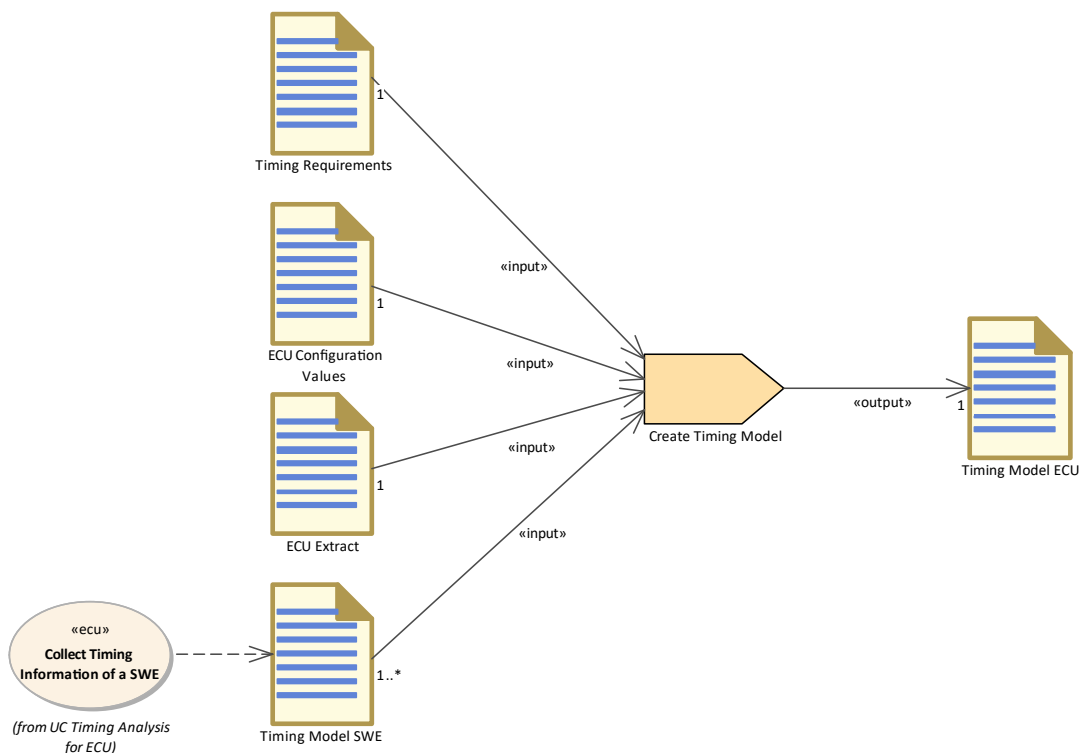 1
Timing Requirements
«input»
1
ECU Configuration
Values
«input»
«output»
1
Create Timing Model
Timing Model ECU
«input»
1
ECU Extract
«input»
«ecu»
Collect Timing
Information of a SWE
1..*
(from UC Timing Analysis
for ECU)
Timing Model SWE